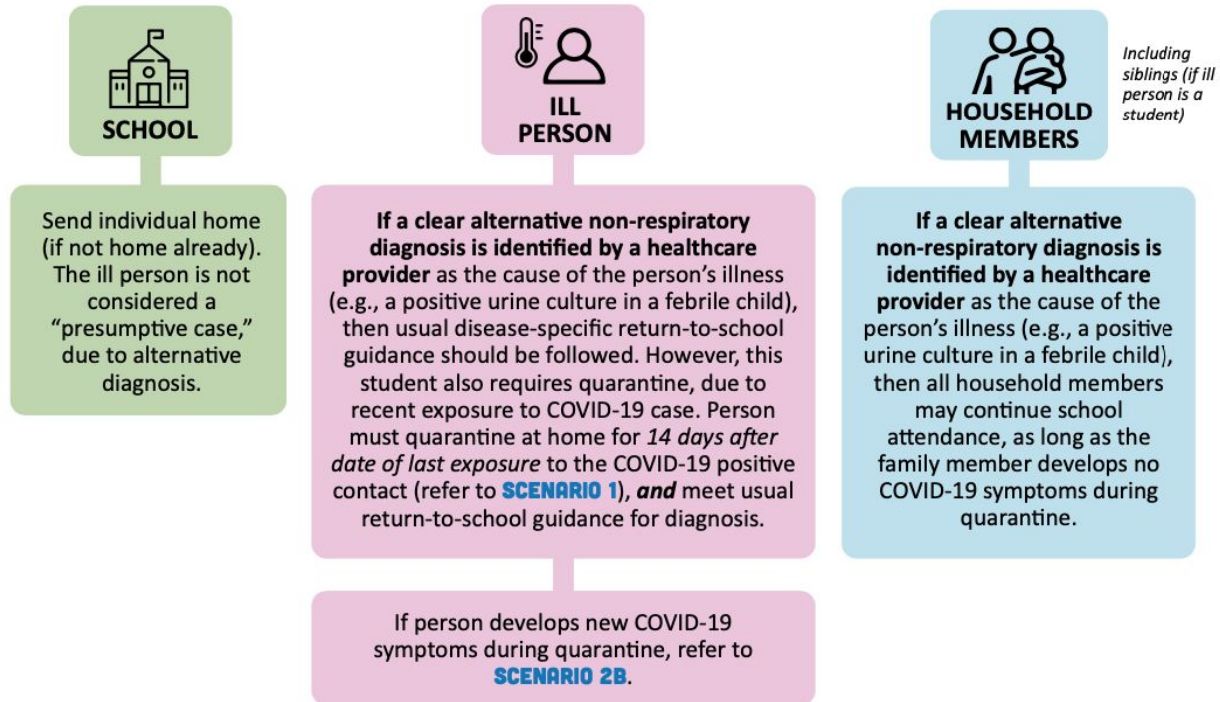 SCHOOL
Send individual home
(if not home already).
The ill person is not
considered a
“presumptive case,”
due to alternative
diagnosis.
ILL
PERSON
If a clear alternative non-respiratory
diagnosis is identified by a healthcare
provider as the cause of the person’s illness
(e.g., a positive urine culture in a febrile child),
then usual disease-specific return-to-school
guidance should be followed. However, this
student also requires quarantine, due to
recent exposure to COVID-19 case. Person
must quarantine at home for 14 days after
date of last exposure to the COVID-19 positive
contact (refer to SCENARIO 1), and meet usual
return-to-school guidance for diagnosis.
If person develops new COVID-19
symptoms during quarantine, refer to
SCENARIO 2B.
HOUSEHOLD
MEMBERS
Including
siblings (if ill
person is a
student)
If a clear alternative
non-respiratory diagnosis is
identified by a healthcare
provider as the cause of the
person’s illness (e.g., a positive
urine culture in a febrile child),
then all household members
may continue school
attendance, as long as the
family member develops no
COVID-19 symptoms during
quarantine.